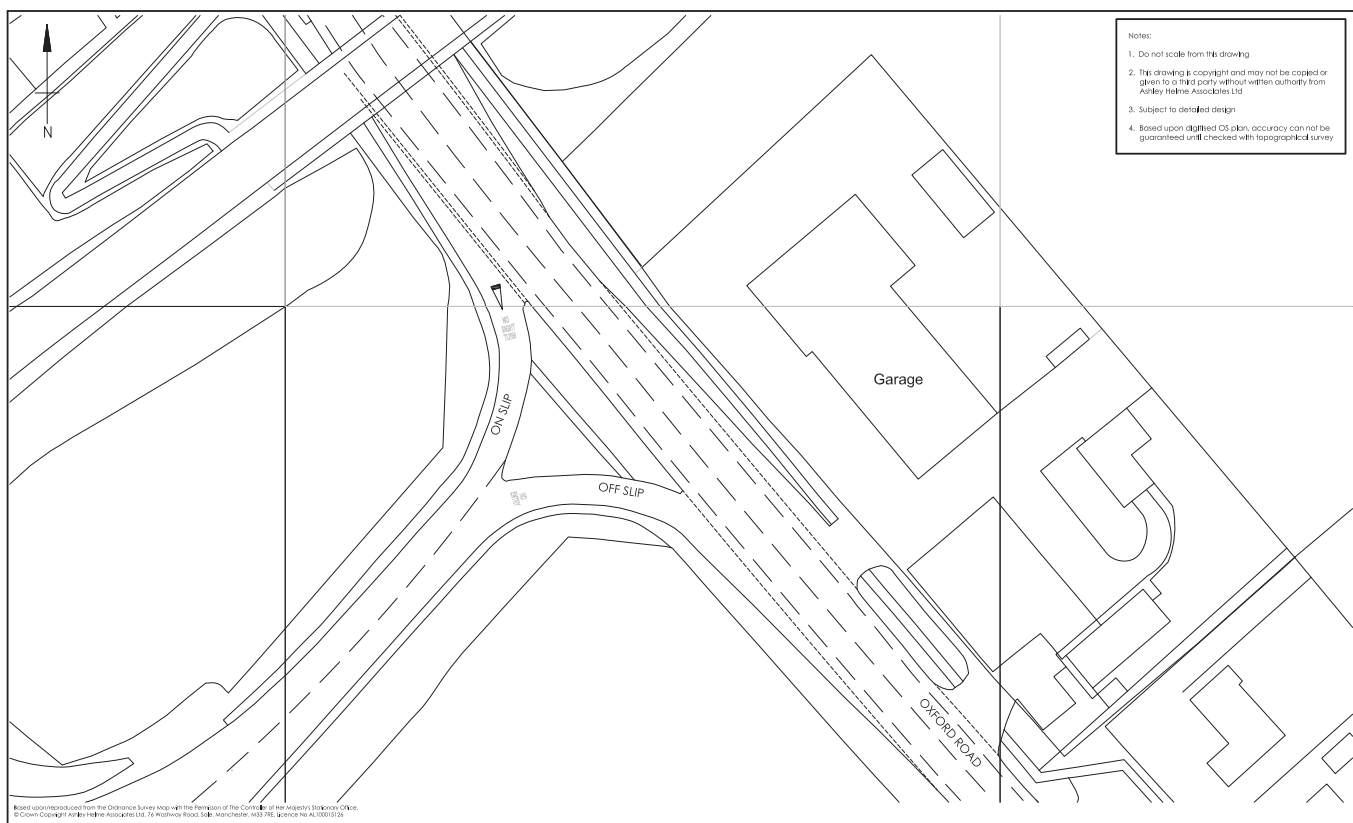 Notes:
1. Do not scale from this drawing
2. This drawing is copyright and may not be copied or
given to a third party without written authority from
Ashley Helme Associates Ltd
3. Subject to detailed design
4. Based upon digitised OS plan, accuracy can not be
guaranteed until checked with topographical survey
N
NO
RIGHT
TURN
Garage
ON SLIP
OFF SLIP
NO
ENTRY
OXFORD ROAD
Based upon/reproduced from the Ordnance Survey Map with the Permission of The Controller of Her Majesty's Stationary Office.
© Crown Copyright Ashley Helme Associates Ltd, 76 Washway Road, Sale, Manchester, M33 7RE. Licence No AL100015126